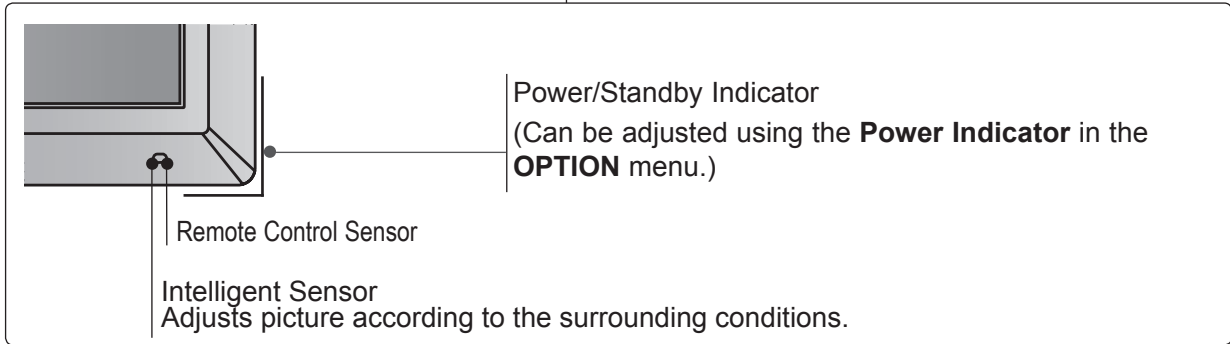 Power/Standby Indicator
(Can be adjusted using the Power Indicator in the
OPTION menu.)
Remote Control Sensor
Intelligent Sensor
Adjusts picture according to the surrounding conditions.